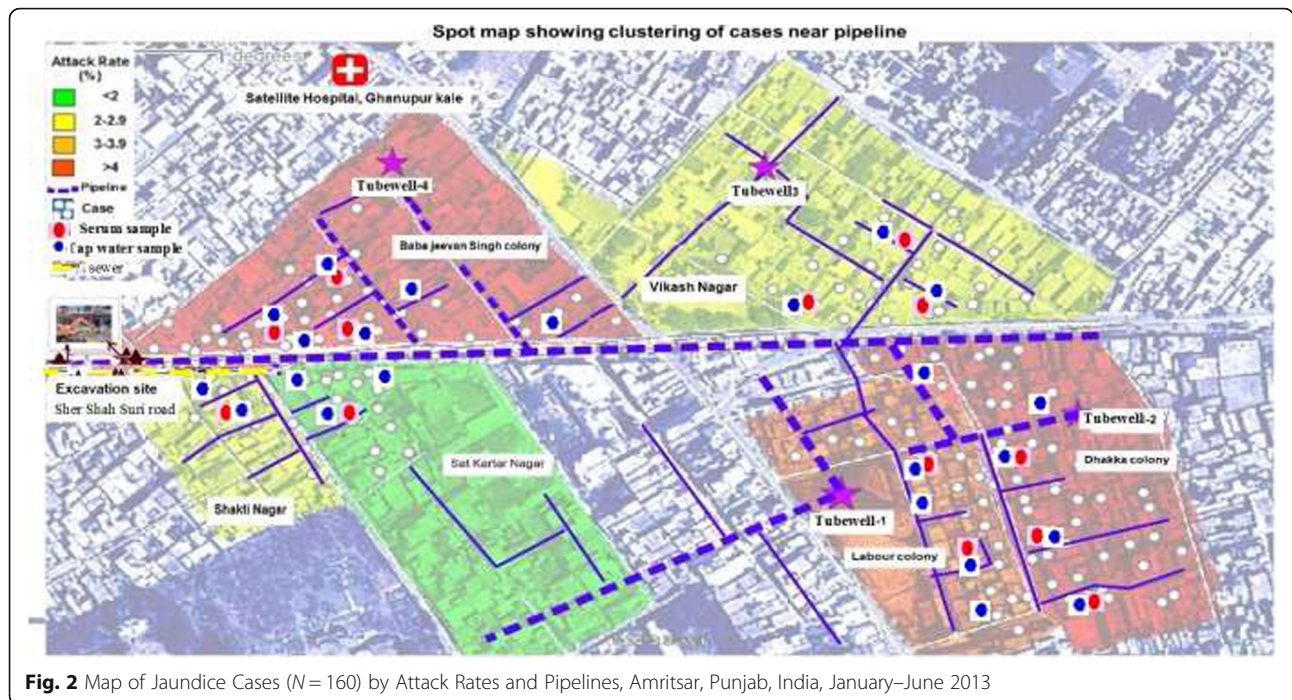 Spot map showing clustering of cases near pipeline
degrees
Attack Rate
(%)
<2
2-2.9
3-3.9
>4
Pipeline
Case
Serum sample
Tap water sample
sewer
Satellite Hospital, Ghanupur kale
Tubewell-4
Tubewell3
Baba jeevan Singh colony
Vikash Nagar
Excavation site
Sher Shah Suri road
Tubewell-2
Sat Kartar Nagar
Dhakka colony
Shakti Nagar
Tubewell-1
Labour colony
Fig. 2 Map of Jaundice Cases (N = 160) by Attack Rates and Pipelines, Amritsar, Punjab, India, January–June 2013